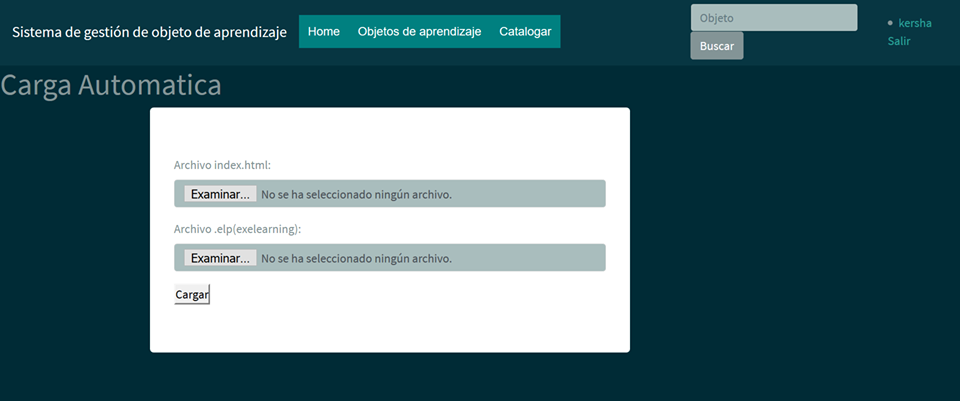 Sistema de gestión de objeto de aprendizaje Home Objetos de aprendizaje Catalogar
Objeto
Buscar
kersha
Salir
Carga Automatica
Archivo index.html:
Examinar... No se ha seleccionado ningún archivo.
Archivo .elp(exelearning):
Examinar... No se ha seleccionado ningún archivo.
Cargar